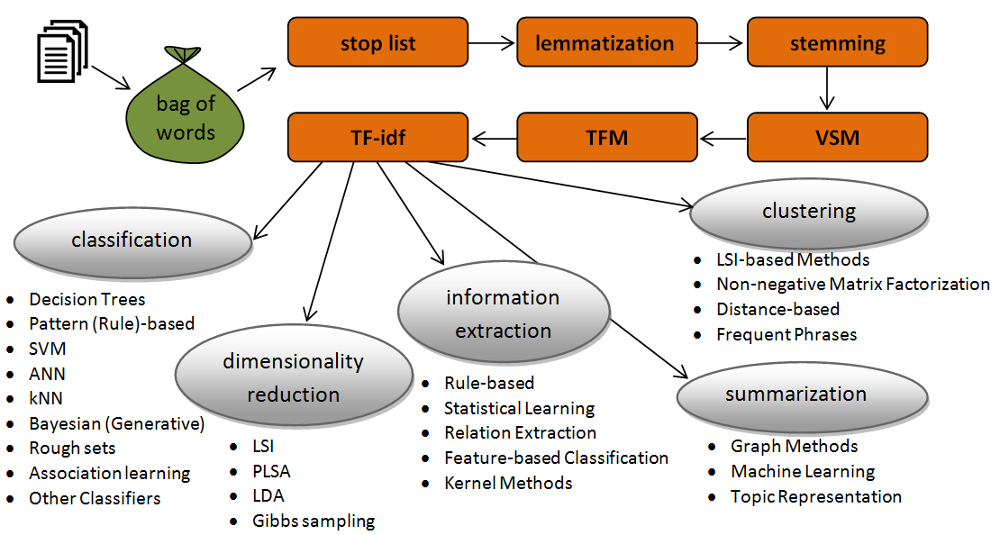 stop list
lemmatization
stemming
bag of
words
TF-idf
TFM
VSM
classification
Decision Trees
Pattern (Rule)-based
SVM
ANN
kNN
Bayesian (Generative)
Rough sets
Association learning
Other Classifiers
dimensionality
reduction
LSI
PLSA
LDA
Gibbs sampling
information
extraction
Rule-based
Statistical Learning
Relation Extraction
Feature-based Classification
Kernel Methods
clustering
LSI-based Methods
Non-negative Matrix Factorization
Distance-based
Frequent Phrases
summarization
Graph Methods
Machine Learning
Topic Representation